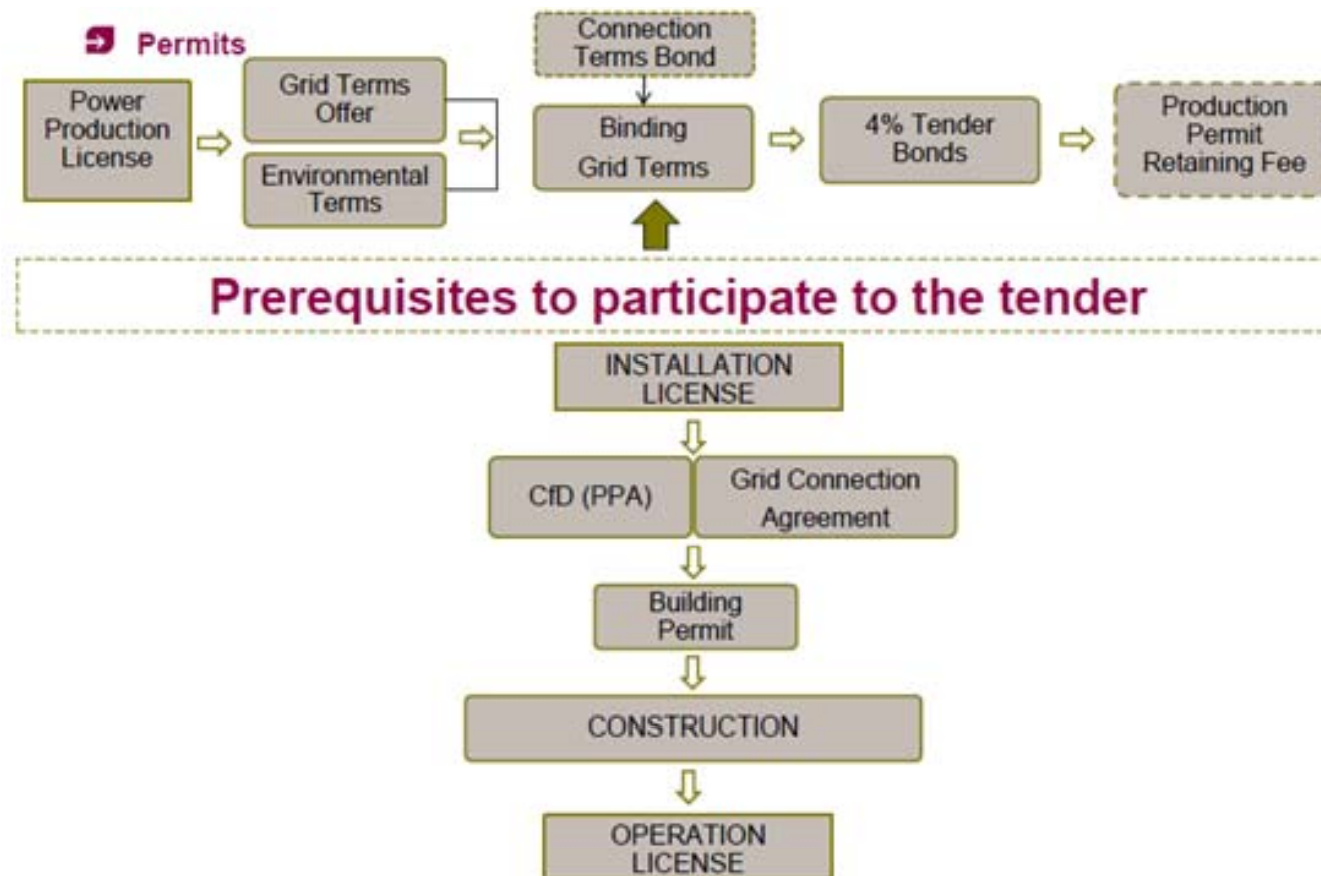 Permits
Power
Production
License
Grid Terms
Offer
Environmental
Terms
Connection
Terms Bond
Binding
Grid Terms
4% Tender
Bonds
Production
Permit
Retaining Fee
Prerequisites to participate to the tender
INSTALLATION
LICENSE
CfD (PPA)
Grid Connection
Agreement
Building
Permit
CONSTRUCTION
OPERATION
LICENSE